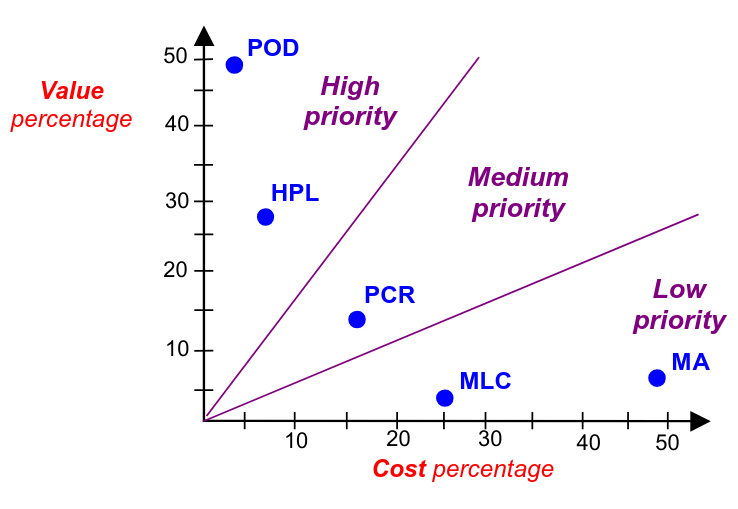 50
POD
Value
percentage
High
priority
40
Medium
priority
HPL
30
20
PCR
Low
priority
10
MLC
MA
10
20
30
40
50
Cost percentage